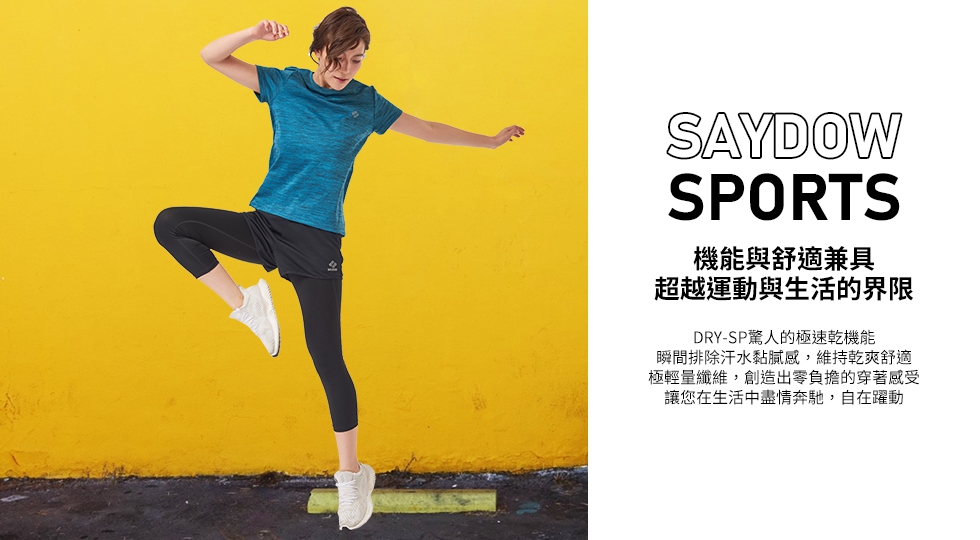 SAYDOW
SPORTS
機能與舒適兼具
超越運動與生活的界限
DRY-SP驚人的極速乾機能
瞬間排除汗水黏膩感，維持乾爽舒適
極輕量纖維，創造出零負擔的穿著感受
讓您在生活中盡情奔馳，自在躍動